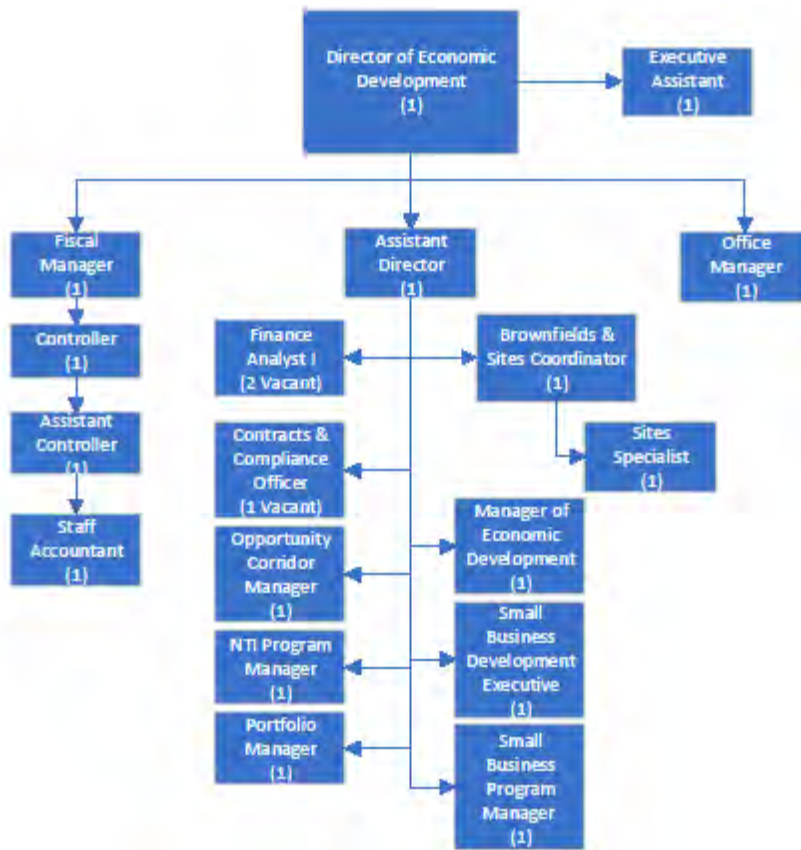 Director of Economic
Development
(1)
Executive
Assistant
(1)
Fiscal
Manager
(1)
Assistant
Director
(1)
Office
Manager
(1)
Controller
(1)
Finance
Analyst I
(2 Vacant)
Brownfields &
Sites Coordinator
(1)
Assistant
Controller
(1)
Contracts &
Compliance
Officer
(1 Vacant)
Sites
Specialist
(1)
Staff
Accountant
(1)
Opportunity
Corridor
Manager
(1)
Manager of
Economic
Development
(1)
NTI Program
Manager
(1)
Small
Business
Development
Executive
(1)
Portfolio
Manager
(1)
Small
Business
Program
Manager
(1)